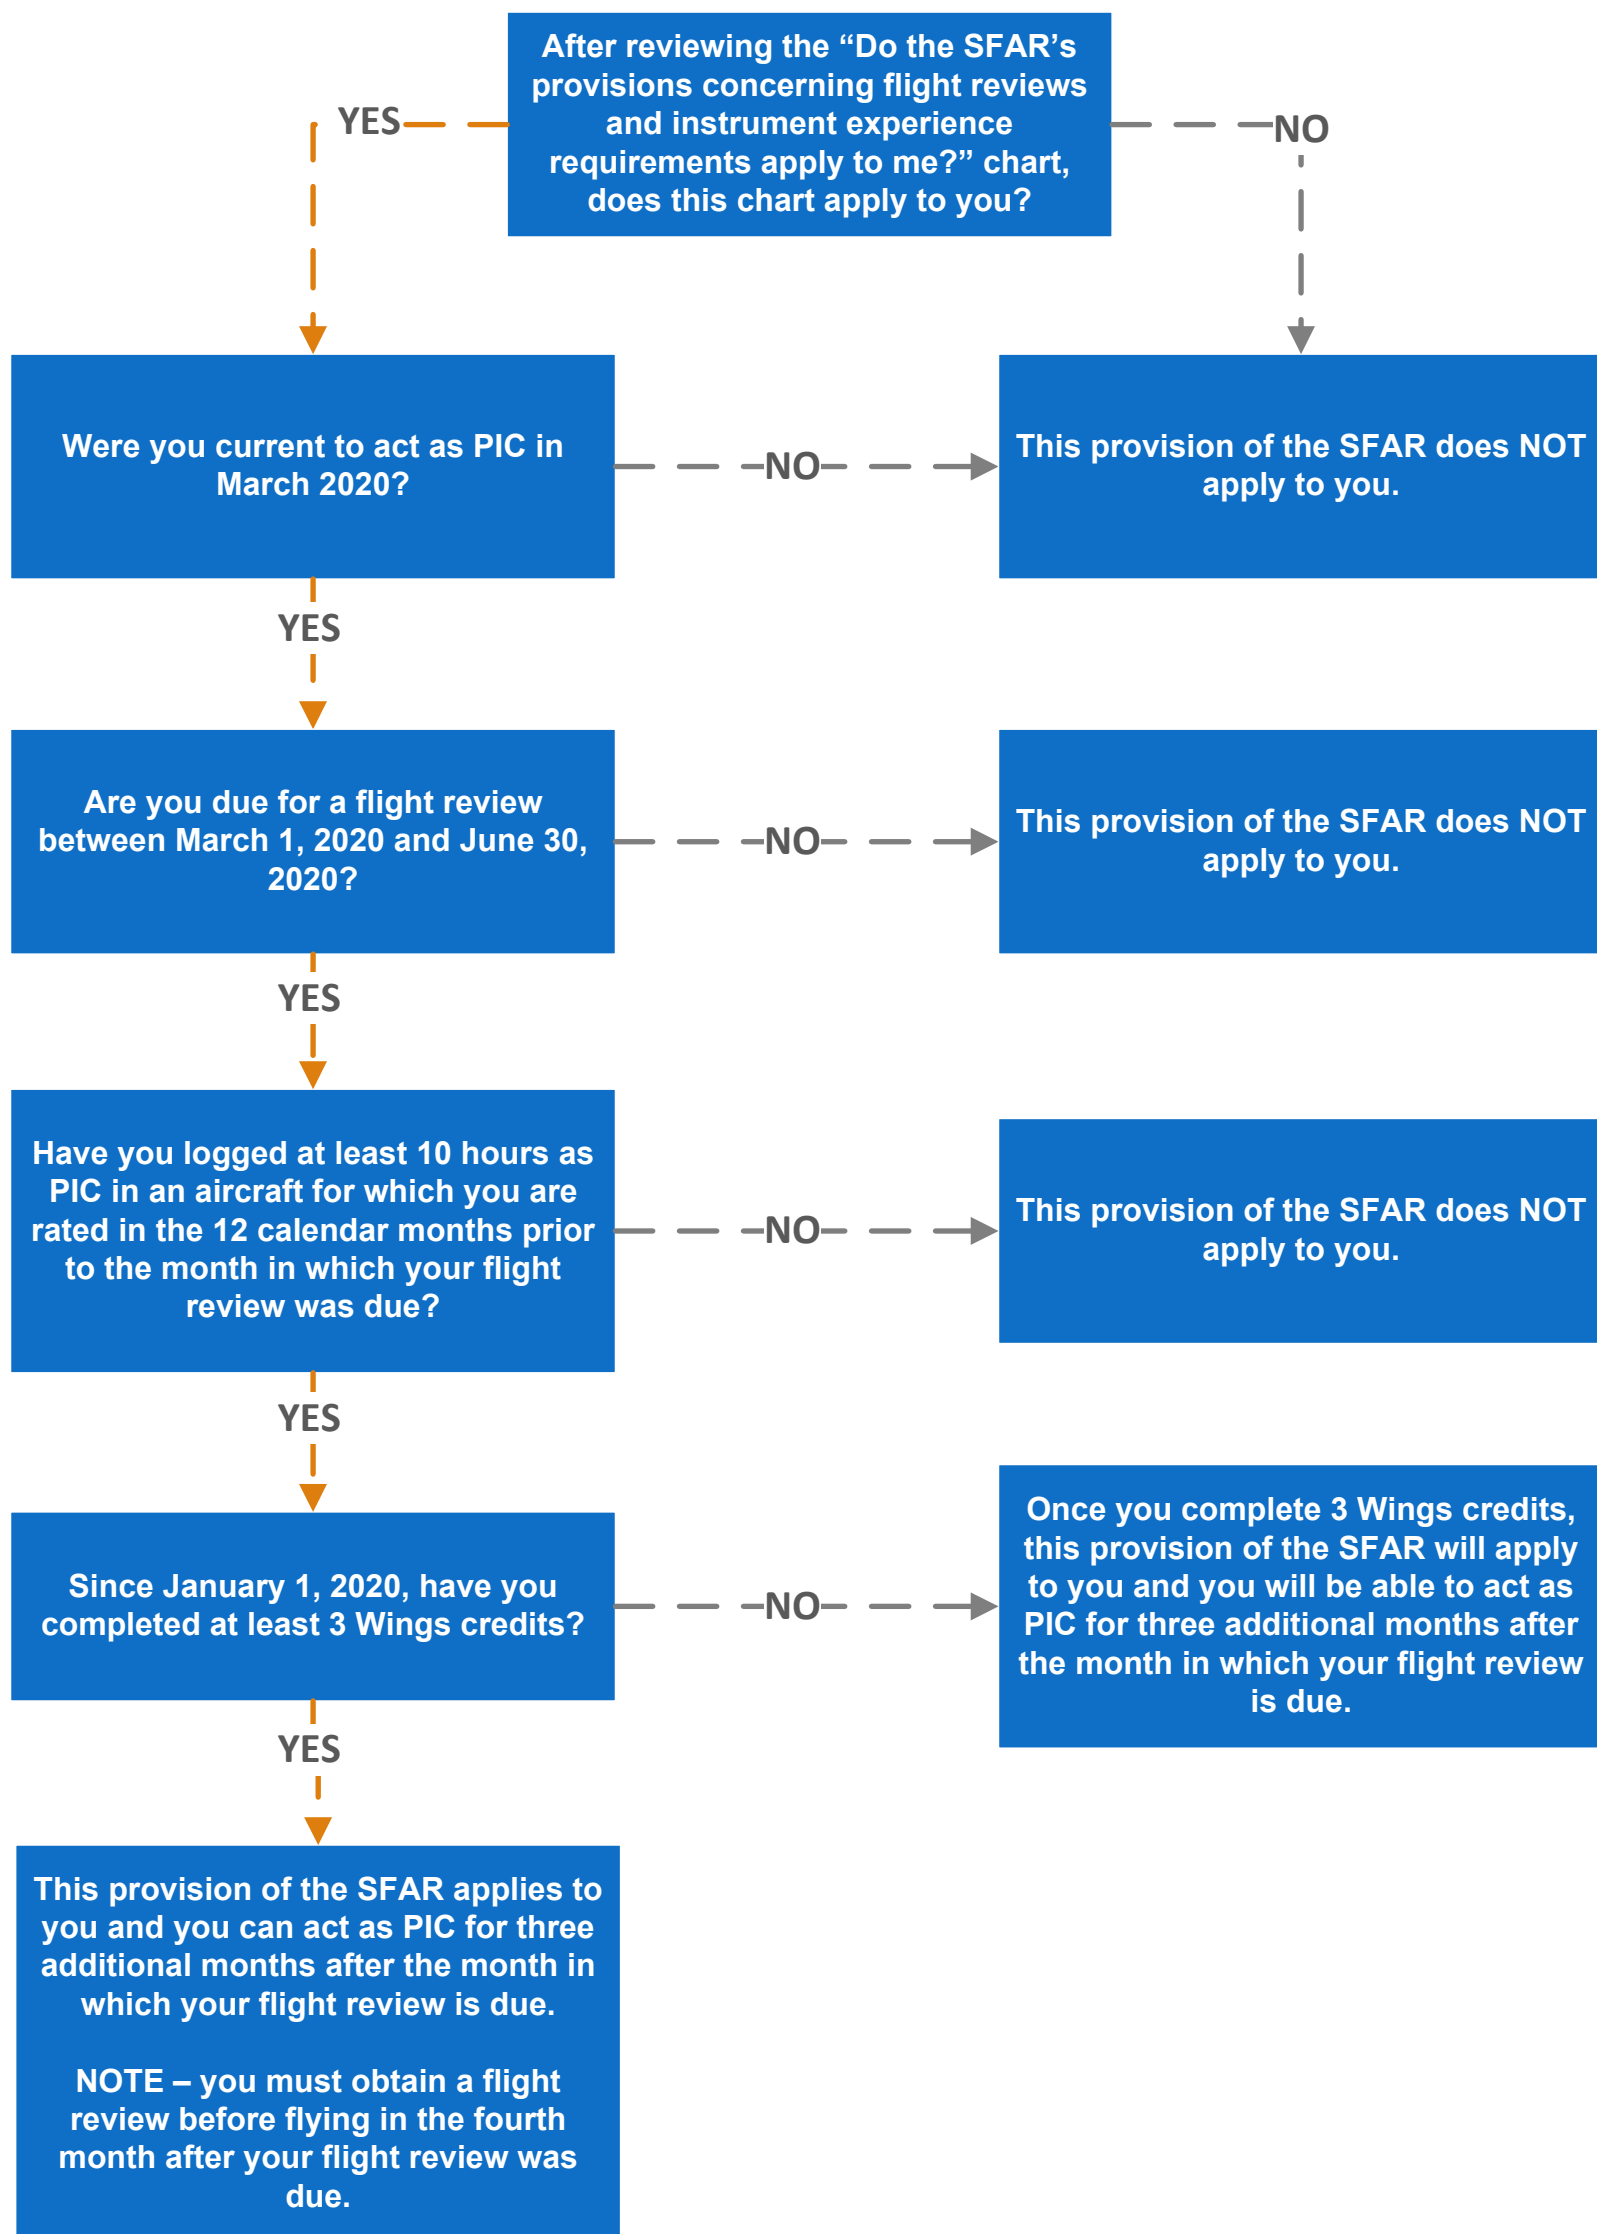 After reviewing the “Do the SFAR’s
provisions concerning flight reviews
and instrument experience
requirements apply to me?” chart,
does this chart apply to you?
YES
NO
Were you current to act as PIC in
March 2020?
NO
This provision of the SFAR does NOT
apply to you.
YES
Are you due for a flight review
between March 1, 2020 and June 30,
2020?
NO
This provision of the SFAR does NOT
apply to you.
YES
Have you logged at least 10 hours as
PIC in an aircraft for which you are
rated in the 12 calendar months prior
to the month in which your flight
review was due?
NO
This provision of the SFAR does NOT
apply to you.
YES
Since January 1, 2020, have you
completed at least 3 Wings credits?
NO
Once you complete 3 Wings credits,
this provision of the SFAR will apply
to you and you will be able to act as
PIC for three additional months after
the month in which your flight review
is due.
YES
This provision of the SFAR applies to
you and you can act as PIC for three
additional months after the month in
which your flight review is due.
NOTE – you must obtain a flight
review before flying in the fourth
month after your flight review was
due.